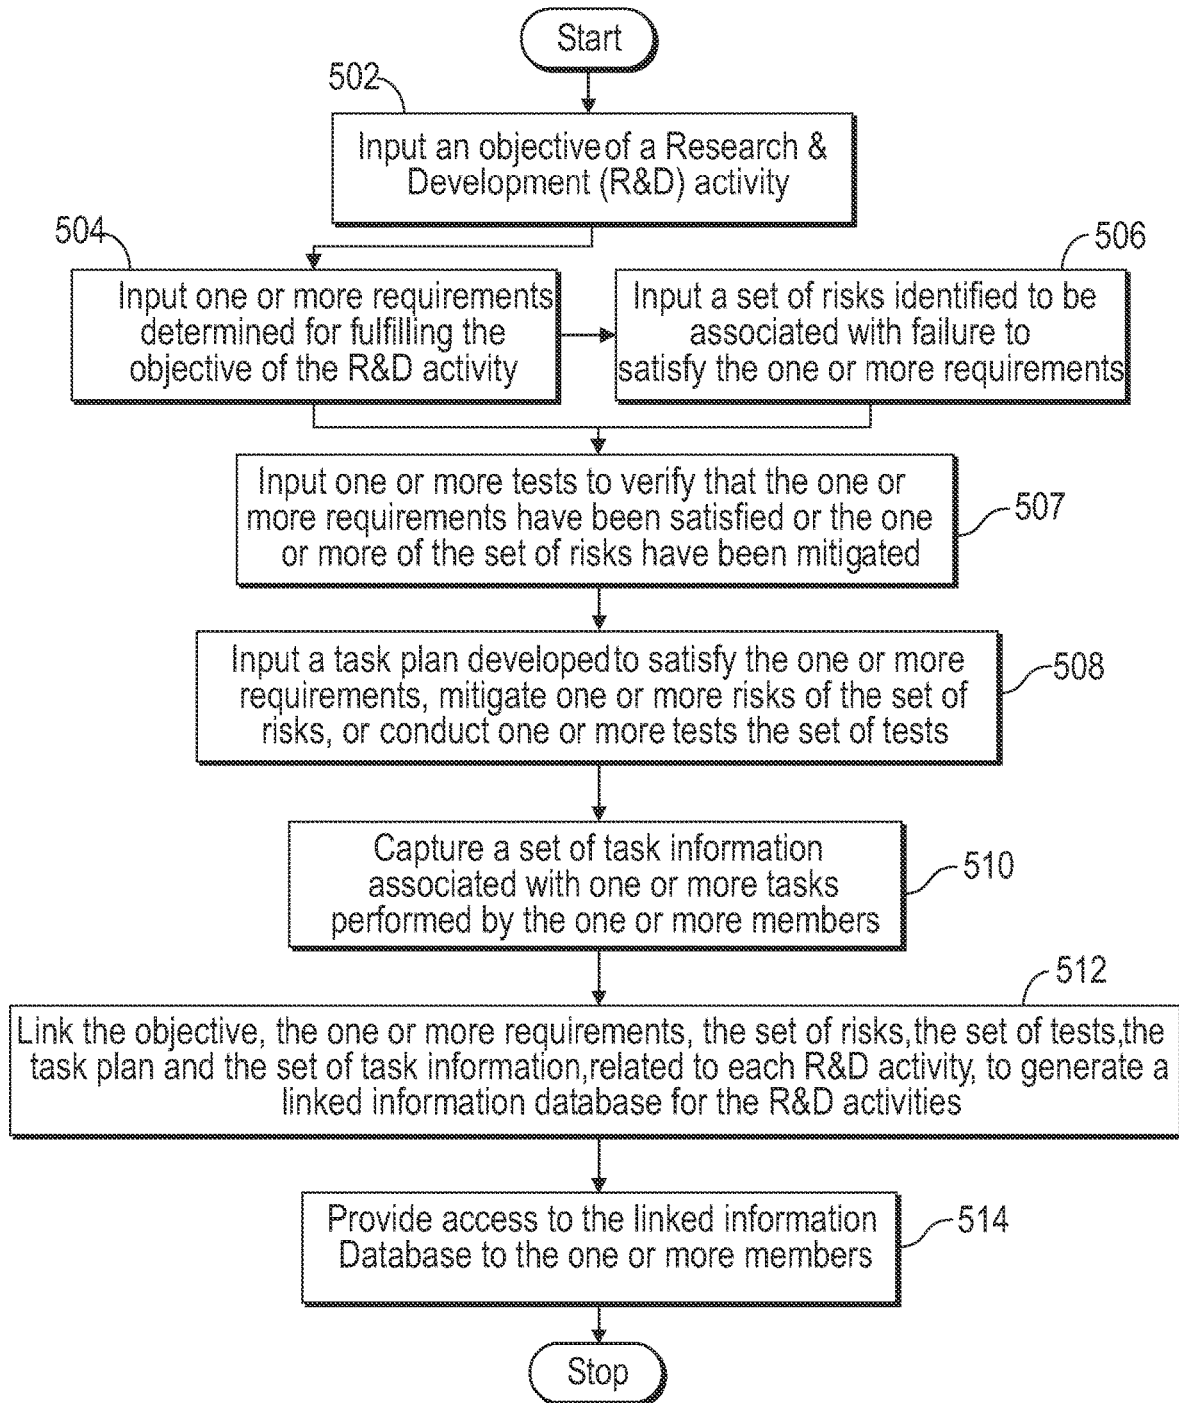 Start
502
Input an objective of a Research &
Development (R&D) activity
504
Input one or more requirements
determined for fulfilling the
objective of the R&D activity
506
Input a set of risks identified to be
associated with failure to
satisfy the one or more requirements
Input one or more tests to verify that the one or
more requirements have been satisfied or the one
or more of the set of risks have been mitigated
507
Input a task plan developed to satisfy the one or more
requirements, mitigate one or more risks of the set of
risks, or conduct one or more tests the set of tests
508
Capture a set of task information
associated with one or more tasks
performed by the one or more members
510
512
Link the objective, the one or more requirements, the set of risks,the set of tests,the
task plan and the set of task information,related to each R&D activity, to generate a
linked information database for the R&D activities
Provide access to the linked information
Database to the one or more members
514
Stop